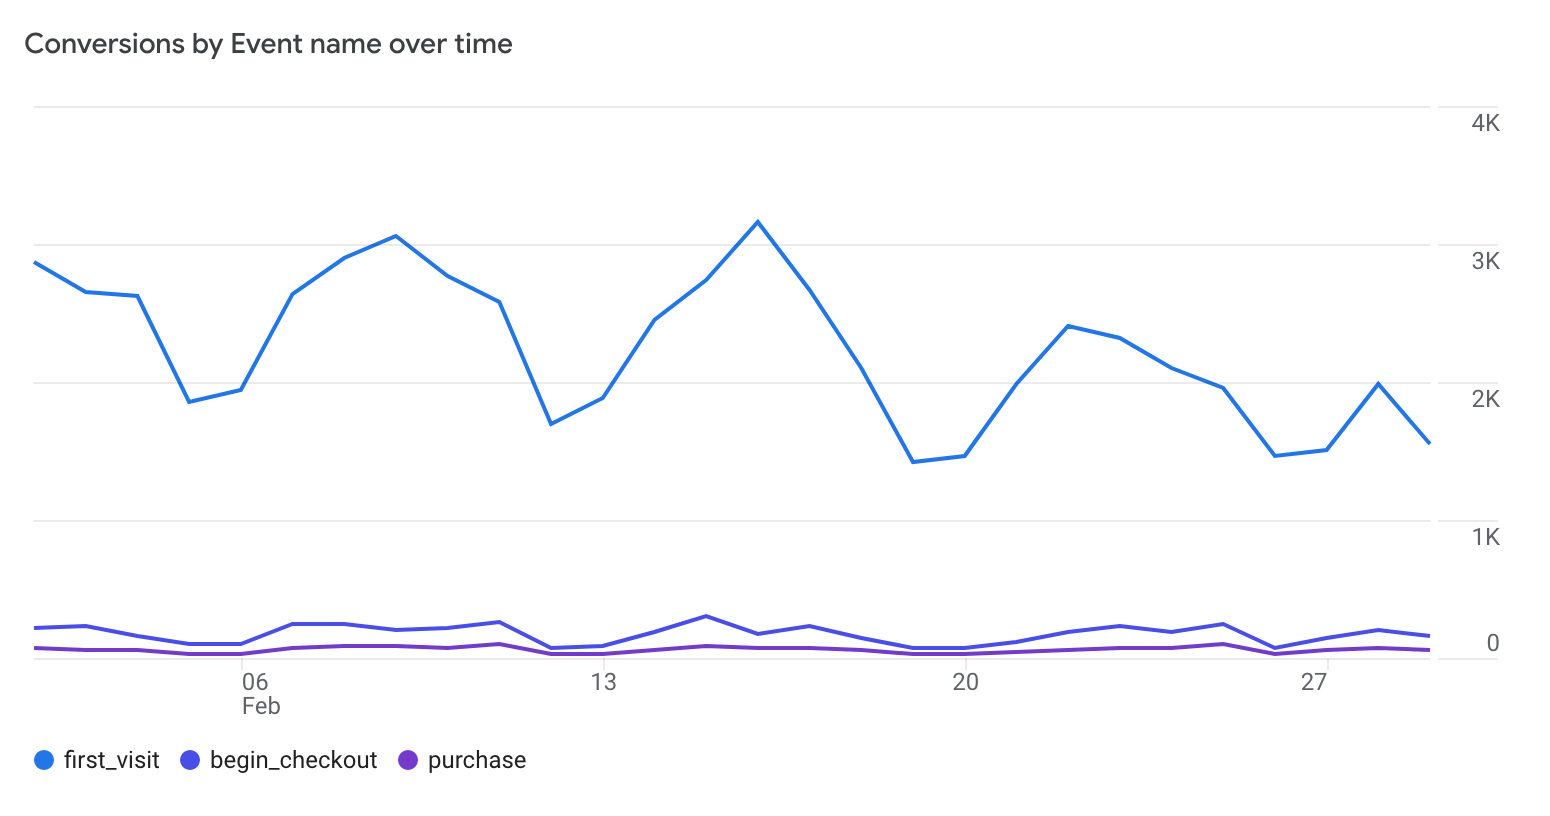 Conversions by Event name over time
4K
3K
2K
1K
0
06 13 20 27
Feb
first_visit begin_checkout purchase